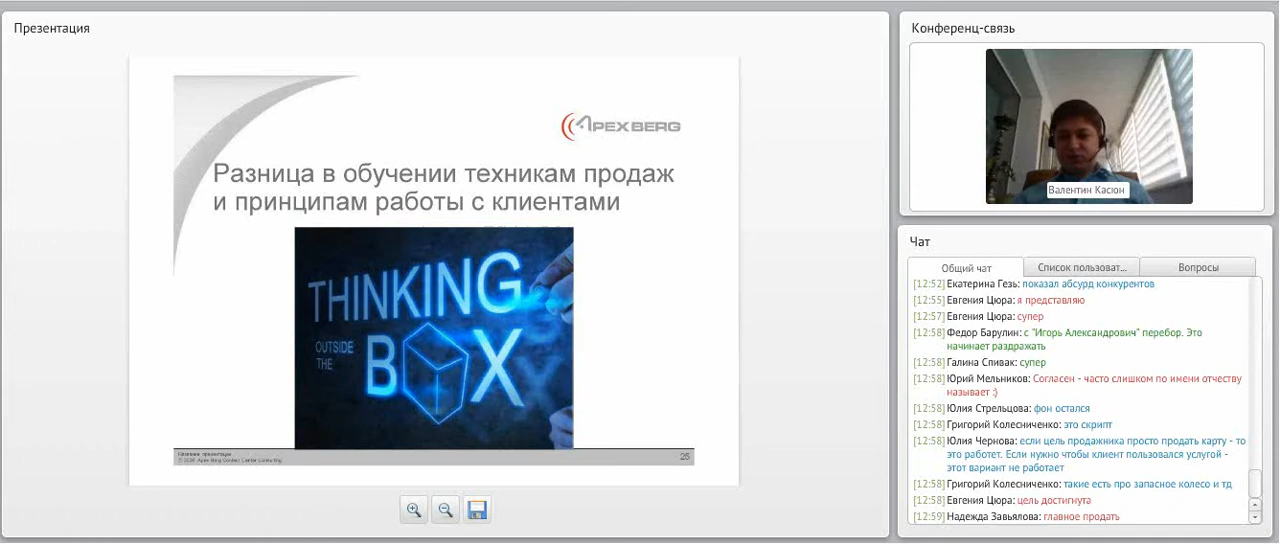 Презентация
APEX BERG
Разница в обучении техникам продаж
и принципам работы с клиентами
THINKING
OUTSIDE
THE
BOX
25
Конференц-связь
Валентин Касюн
Чат
Общий чат
Список пользоват...
Вопросы
[12:52] Екатерина Гезь: показал абсурд конкурентов
[12:55] Евгения Цюра: я представляю
[12:57] Евгения Цюра: супер
[12:58] Федор Барулин: с "Игорь Александрович" перебор. Это
начинает раздражать
[12:58] Галина Спивак: супер
[12:58] Юрий Мельников: Согласен - часто слишком по имени отчеству
называет :)
[12:58] Юлия Стрельцова: фон остался
[12:58] Григорий Колесниченко: это скрипт
[12:58] Юлия Чернова: если цель продажника просто продать карту - то
это работет. Если нужно чтобы клиент пользовался услугой -
этот вариант не работает
[12:58] Григорий Колесниченко: такие есть про запасное колесо и тд
[12:58] Евгения Цюра: цель достигнута
[12:59] Надежда Завьялова: главное продать